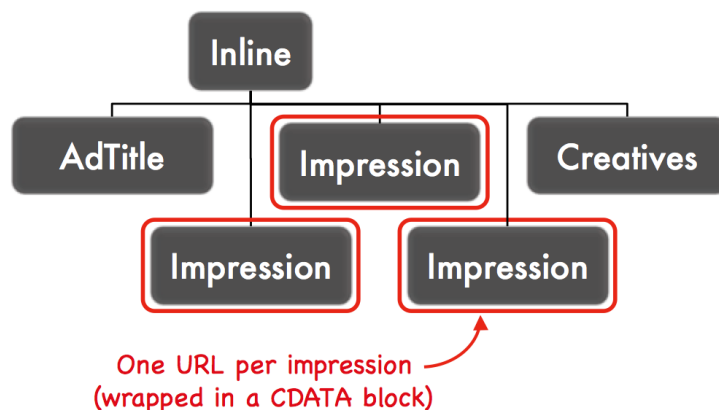 Inline
AdTitle
Impression
Creatives
Impression
Impression
One URL per impression
(wrapped in a CDATA block)